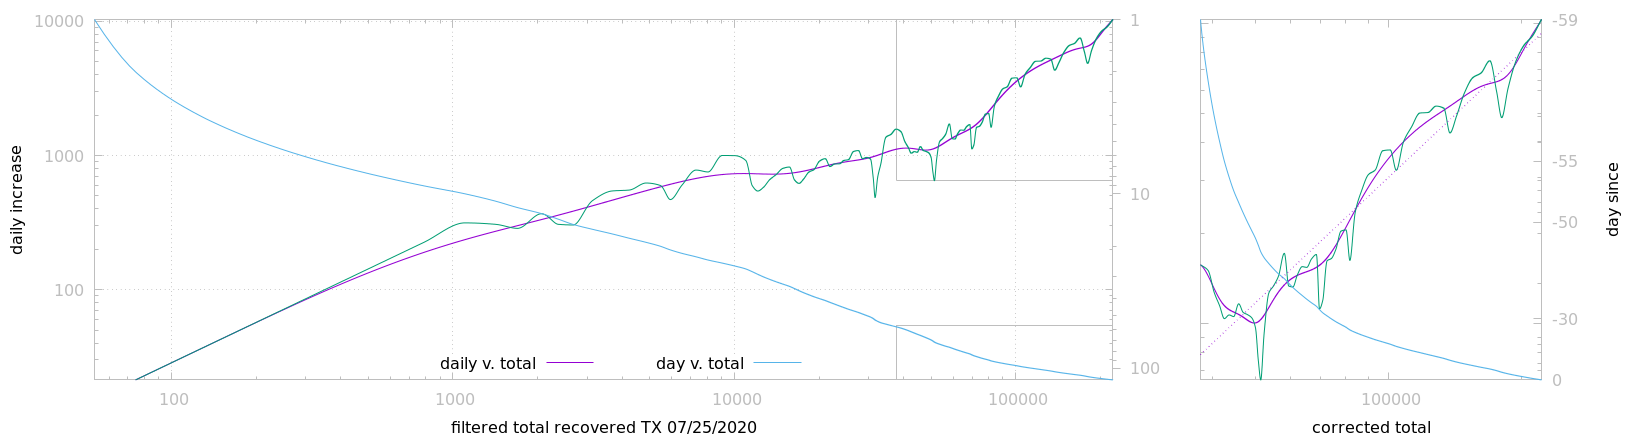 10000
1000
100
daily increase
100
1000
10000
100000
filtered total recovered TX 07/25/2020
daily v. total
day v. total
1
10
100
100000
corrected total
-59
-55
-50
-30
0
day since